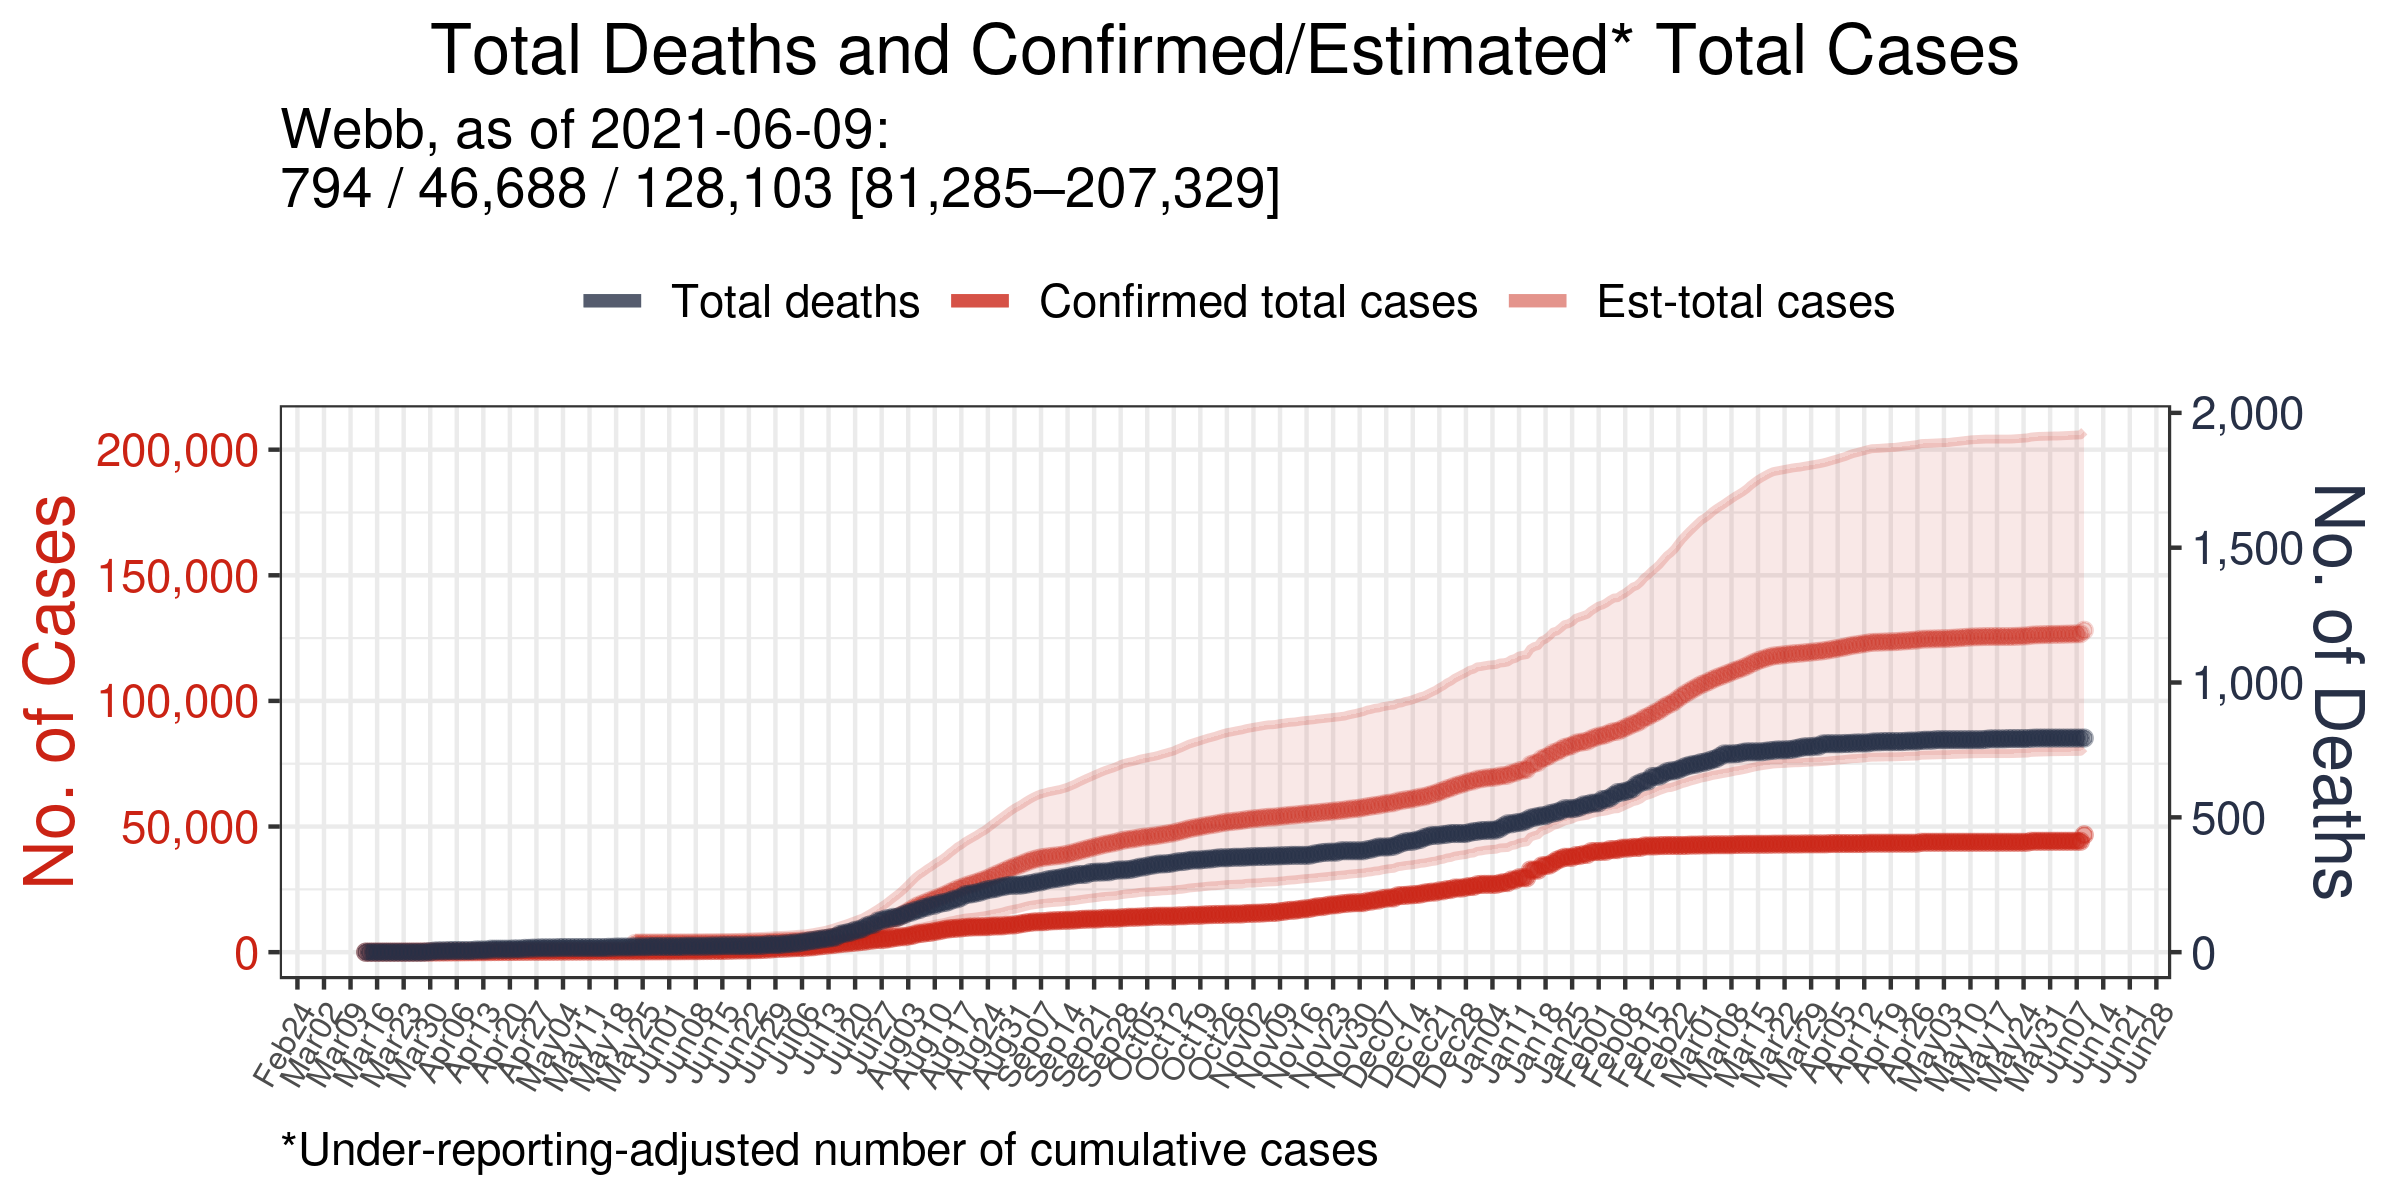 Total Deaths and Confirmed/Estimated* Total Cases
Webb, as of 2021-06-09:
794 / 46,688 / 128,103 [81,285–207,329]
Total deaths
Confirmed total cases
Est-total cases
No. of Cases
200,000
150,000
100,000
50,000
0
2,000
1,500
1,000
500
0
No. of Deaths
Feb24
Mar02
Mar09
Mar16
Mar23
Mar30
Apr06
Apr13
Apr20
Apr27
May04
May11
May18
May25
Jun01
Jun08
Jun15
Jun22
Jun29
Jul06
Jul13
Jul20
Jul27
Aug03
Aug10
Aug17
Aug24
Aug31
Sep07
Sep14
Sep21
Sep28
Oct05
Oct12
Oct19
Oct26
Nov02
Nov09
Nov16
Nov23
Nov30
Dec07
Dec14
Dec21
Dec28
Jan04
Jan11
Jan18
Jan25
Feb01
Feb08
Feb15
Feb22
Mar01
Mar08
Mar15
Mar22
Mar29
Apr05
Apr12
Apr19
Apr26
May03
May10
May17
May24
May31
Jun07
Jun14
Jun21
Jun28
*Under-reporting-adjusted number of cumulative cases